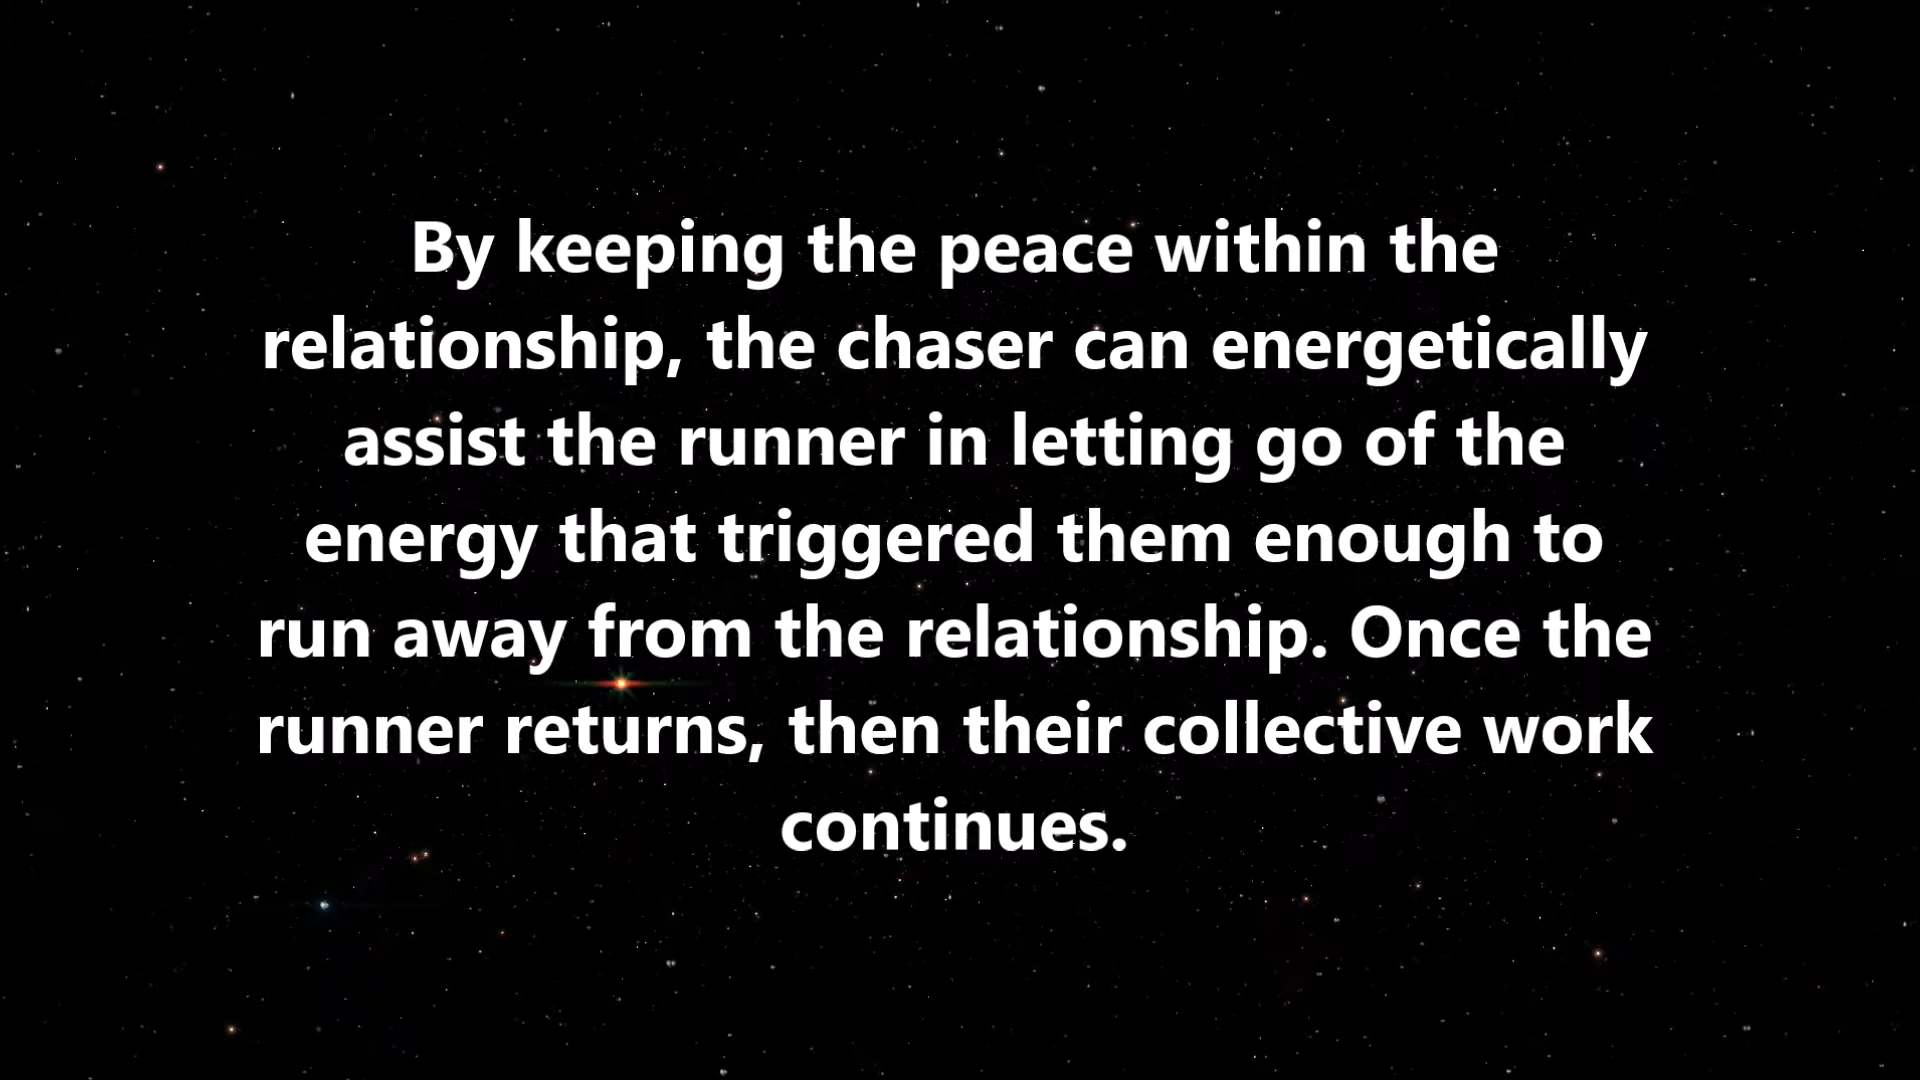 By keeping the peace within the
relationship, the chaser can energetically
assist the runner in letting go of the
energy that triggered them enough to
run away from the relationship. Once the
runner returns, then their collective work
continues.